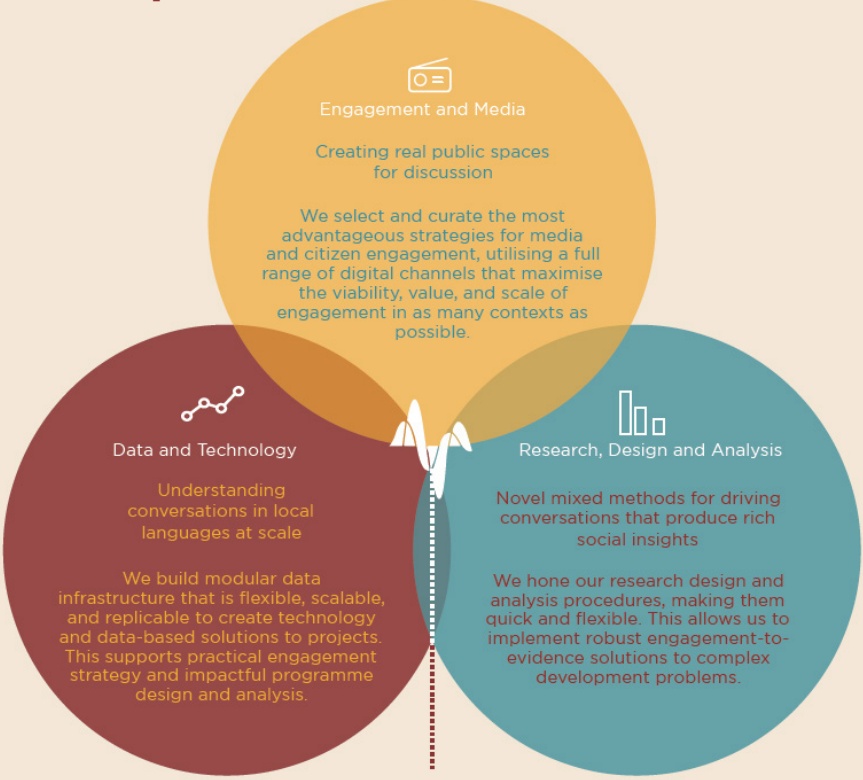 Engagement and Media
Creating real public spaces
for discussion
We select and curate the most
advantageous strategies for media
and citizen engagement, utilising a full
range of digital channels that maximise
the viability, value, and scale of
engagement in as many contexts as
possible.
Data and Technology
Understanding
conversations in local
languages at scale
We build modular data
infrastructure that is flexible, scalable,
and replicable to create technology
and data-based solutions to projects.
This supports practical engagement
strategy and impactful programme
design and analysis.
Research, Design and Analysis
Novel mixed methods for driving
conversations that produce rich
social insights
We hone our research design and
analysis procedures, making them
quick and flexible. This allows us to
implement robust engagement-to-
evidence solutions to complex
development problems.